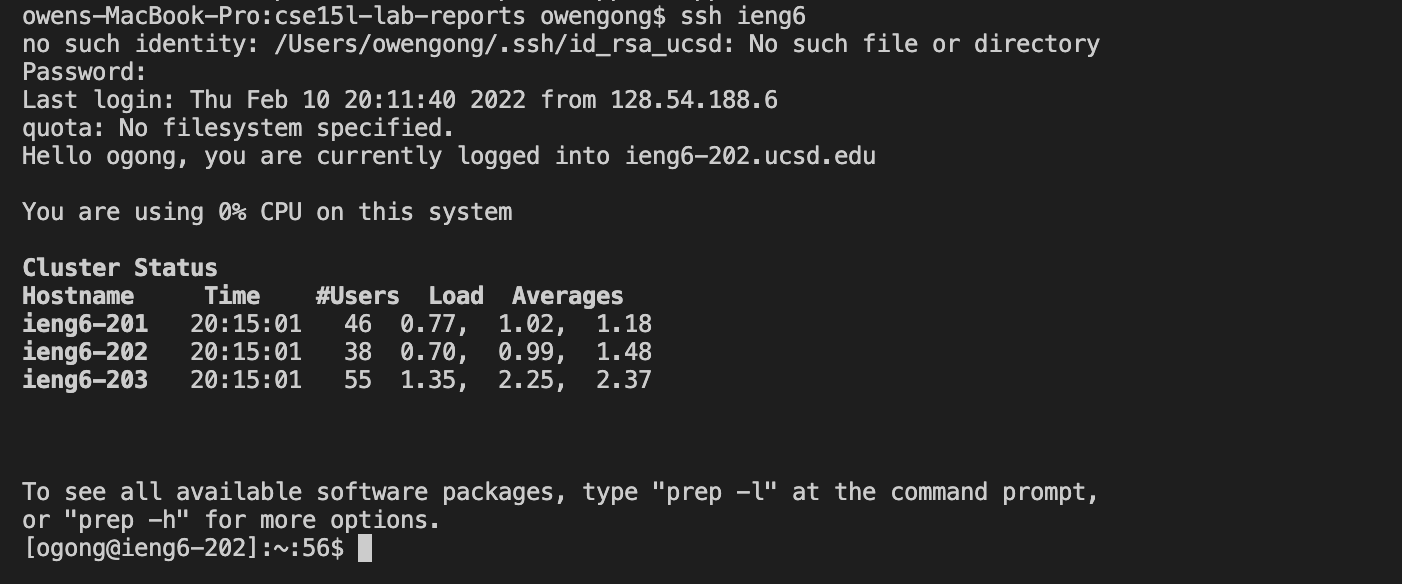 owens-MacBook-Pro:cse15l-lab-reports owengong$ ssh ieng6
no such identity: /Users/owengong/.ssh/id_rsa_ucsd: No such file or directory
Password:
Last login: Thu Feb 10 20:11:40 2022 from 128.54.188.6
quota: No filesystem specified.
Hello ogong, you are currently logged into ieng6-202.ucsd.edu
You are using 0% CPU on this system
Cluster Status
Hostname     Time    #Users  Load  Averages
ieng6-201   20:15:01   46  0.77,  1.02,  1.18
ieng6-202   20:15:01   38  0.70,  0.99,  1.48
ieng6-203   20:15:01   55  1.35,  2.25,  2.37
To see all available software packages, type "prep -l" at the command prompt,
or "prep -h" for more options.
[ogong@ieng6-202]:~:56$